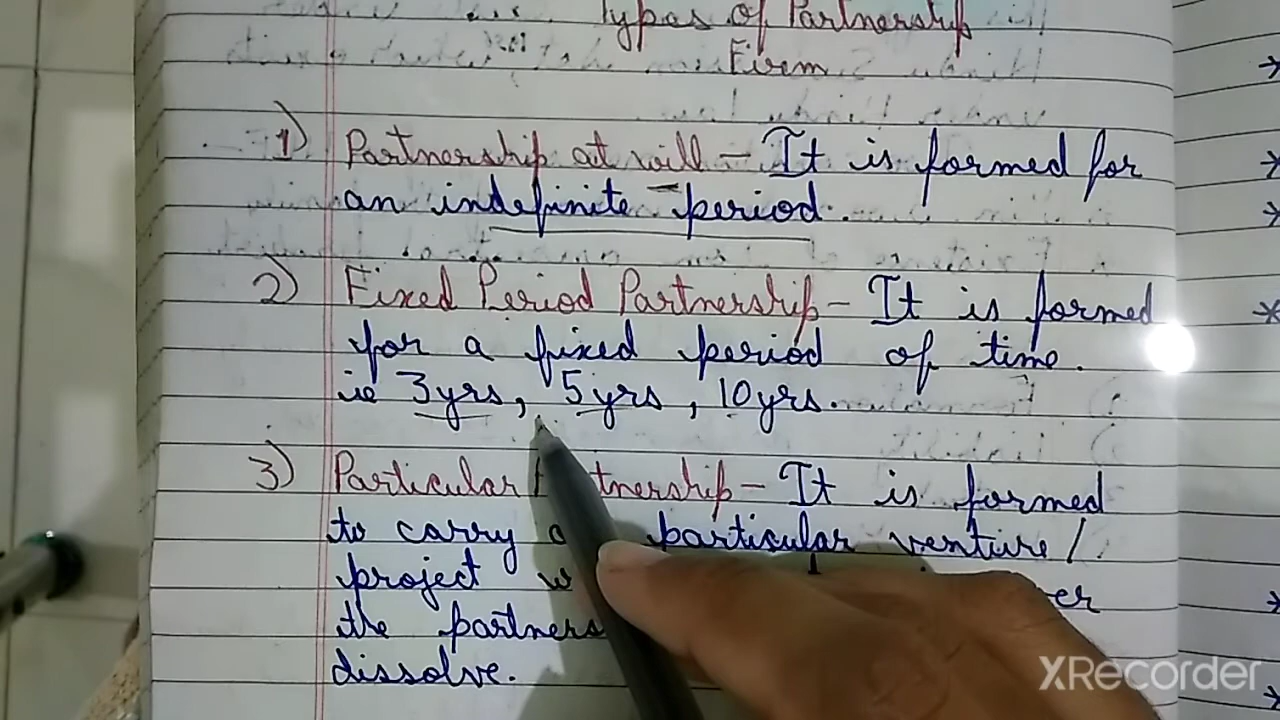 Types of Partnership
Firm
1) Partnership at will - It is formed for
an indefinite period.
2) Fixed Period Partnership - It is formed
for a fixed period of time.
ie 3yrs, 5yrs, 10yrs.
3) Particular - It is formed
to carry particular venture /
project
the partners
dissolve.
XRecorder